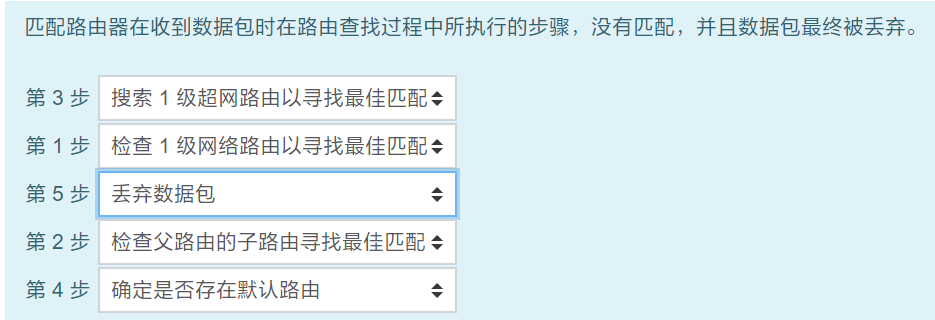 匹配路由器在收到数据包时在路由查找过程中所执行的步骤，没有匹配，并且数据包最终被丢弃。
第 3 步 搜索 1 级超网路由以寻找最佳匹配
第 1 步 检查 1 级网络路由以寻找最佳匹配
第 5 步 丢弃数据包
第 2 步 检查父路由的子路由寻找最佳匹配
第 4 步 确定是否存在默认路由